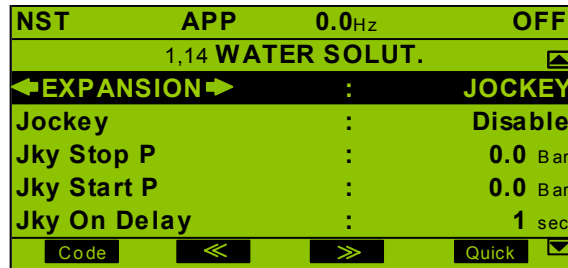 NST APP 0.0Hz OFF
1,14 WATER SOLUT.
EXPANSION : JOCKEY
Jockey : Disable
Jky Stop P : 0.0 Bar
Jky Start P : 0.0 Bar
Jky On Delay : 1 sec
Code ≪ ≫ Quick